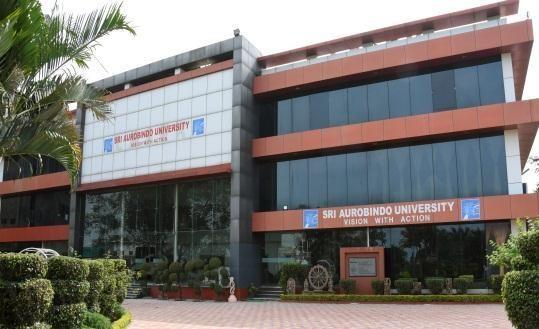 SRI AUROBINDO UNIVERSITY
VISION WITH ACTION
SRI AUROBINDO UNIVERSITY
VISION WITH ACTION